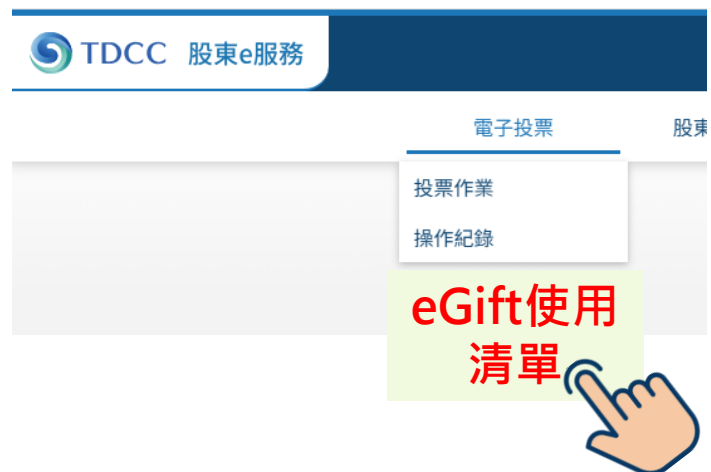 TDCC 股東e服務
電子投票 股東
投票作業
操作紀錄
eGift使用
清單